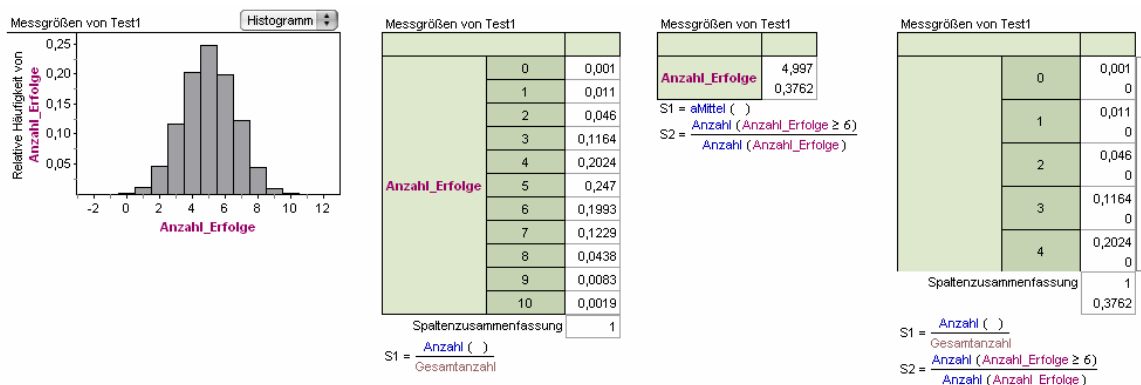 Messgrößen von Test1
Histogramm
Relative Häufigkeit von
Anzahl_Erfolge
0,25
0,20
0,15
0,10
0,05
-2 0 2 4 6 8 10 12
Anzahl_Erfolge
Messgrößen von Test1
Anzahl_Erfolge
0 0,001
1 0,011
2 0,046
3 0,1164
4 0,2024
5 0,247
6 0,1993
7 0,1229
8 0,0438
9 0,0083
10 0,0019
Spaltenzusammenfassung 1
S1 = Anzahl ( )
Gesamtanzahl
Messgrößen von Test1
Anzahl_Erfolge 4,997
0,3762
S1 = aMittel ( )
S2 = Anzahl (Anzahl_Erfolge ≥ 6)
Anzahl (Anzahl_Erfolge)
Messgrößen von Test1
0 0,001
0
1 0,011
0
2 0,046
0
3 0,1164
0
4 0,2024
0
Spaltenzusammenfassung 1
0,3762
S1 = Anzahl ( )
Gesamtanzahl
S2 = Anzahl (Anzahl_Erfolge ≥ 6)
Anzahl (Anzahl_Erfolge)